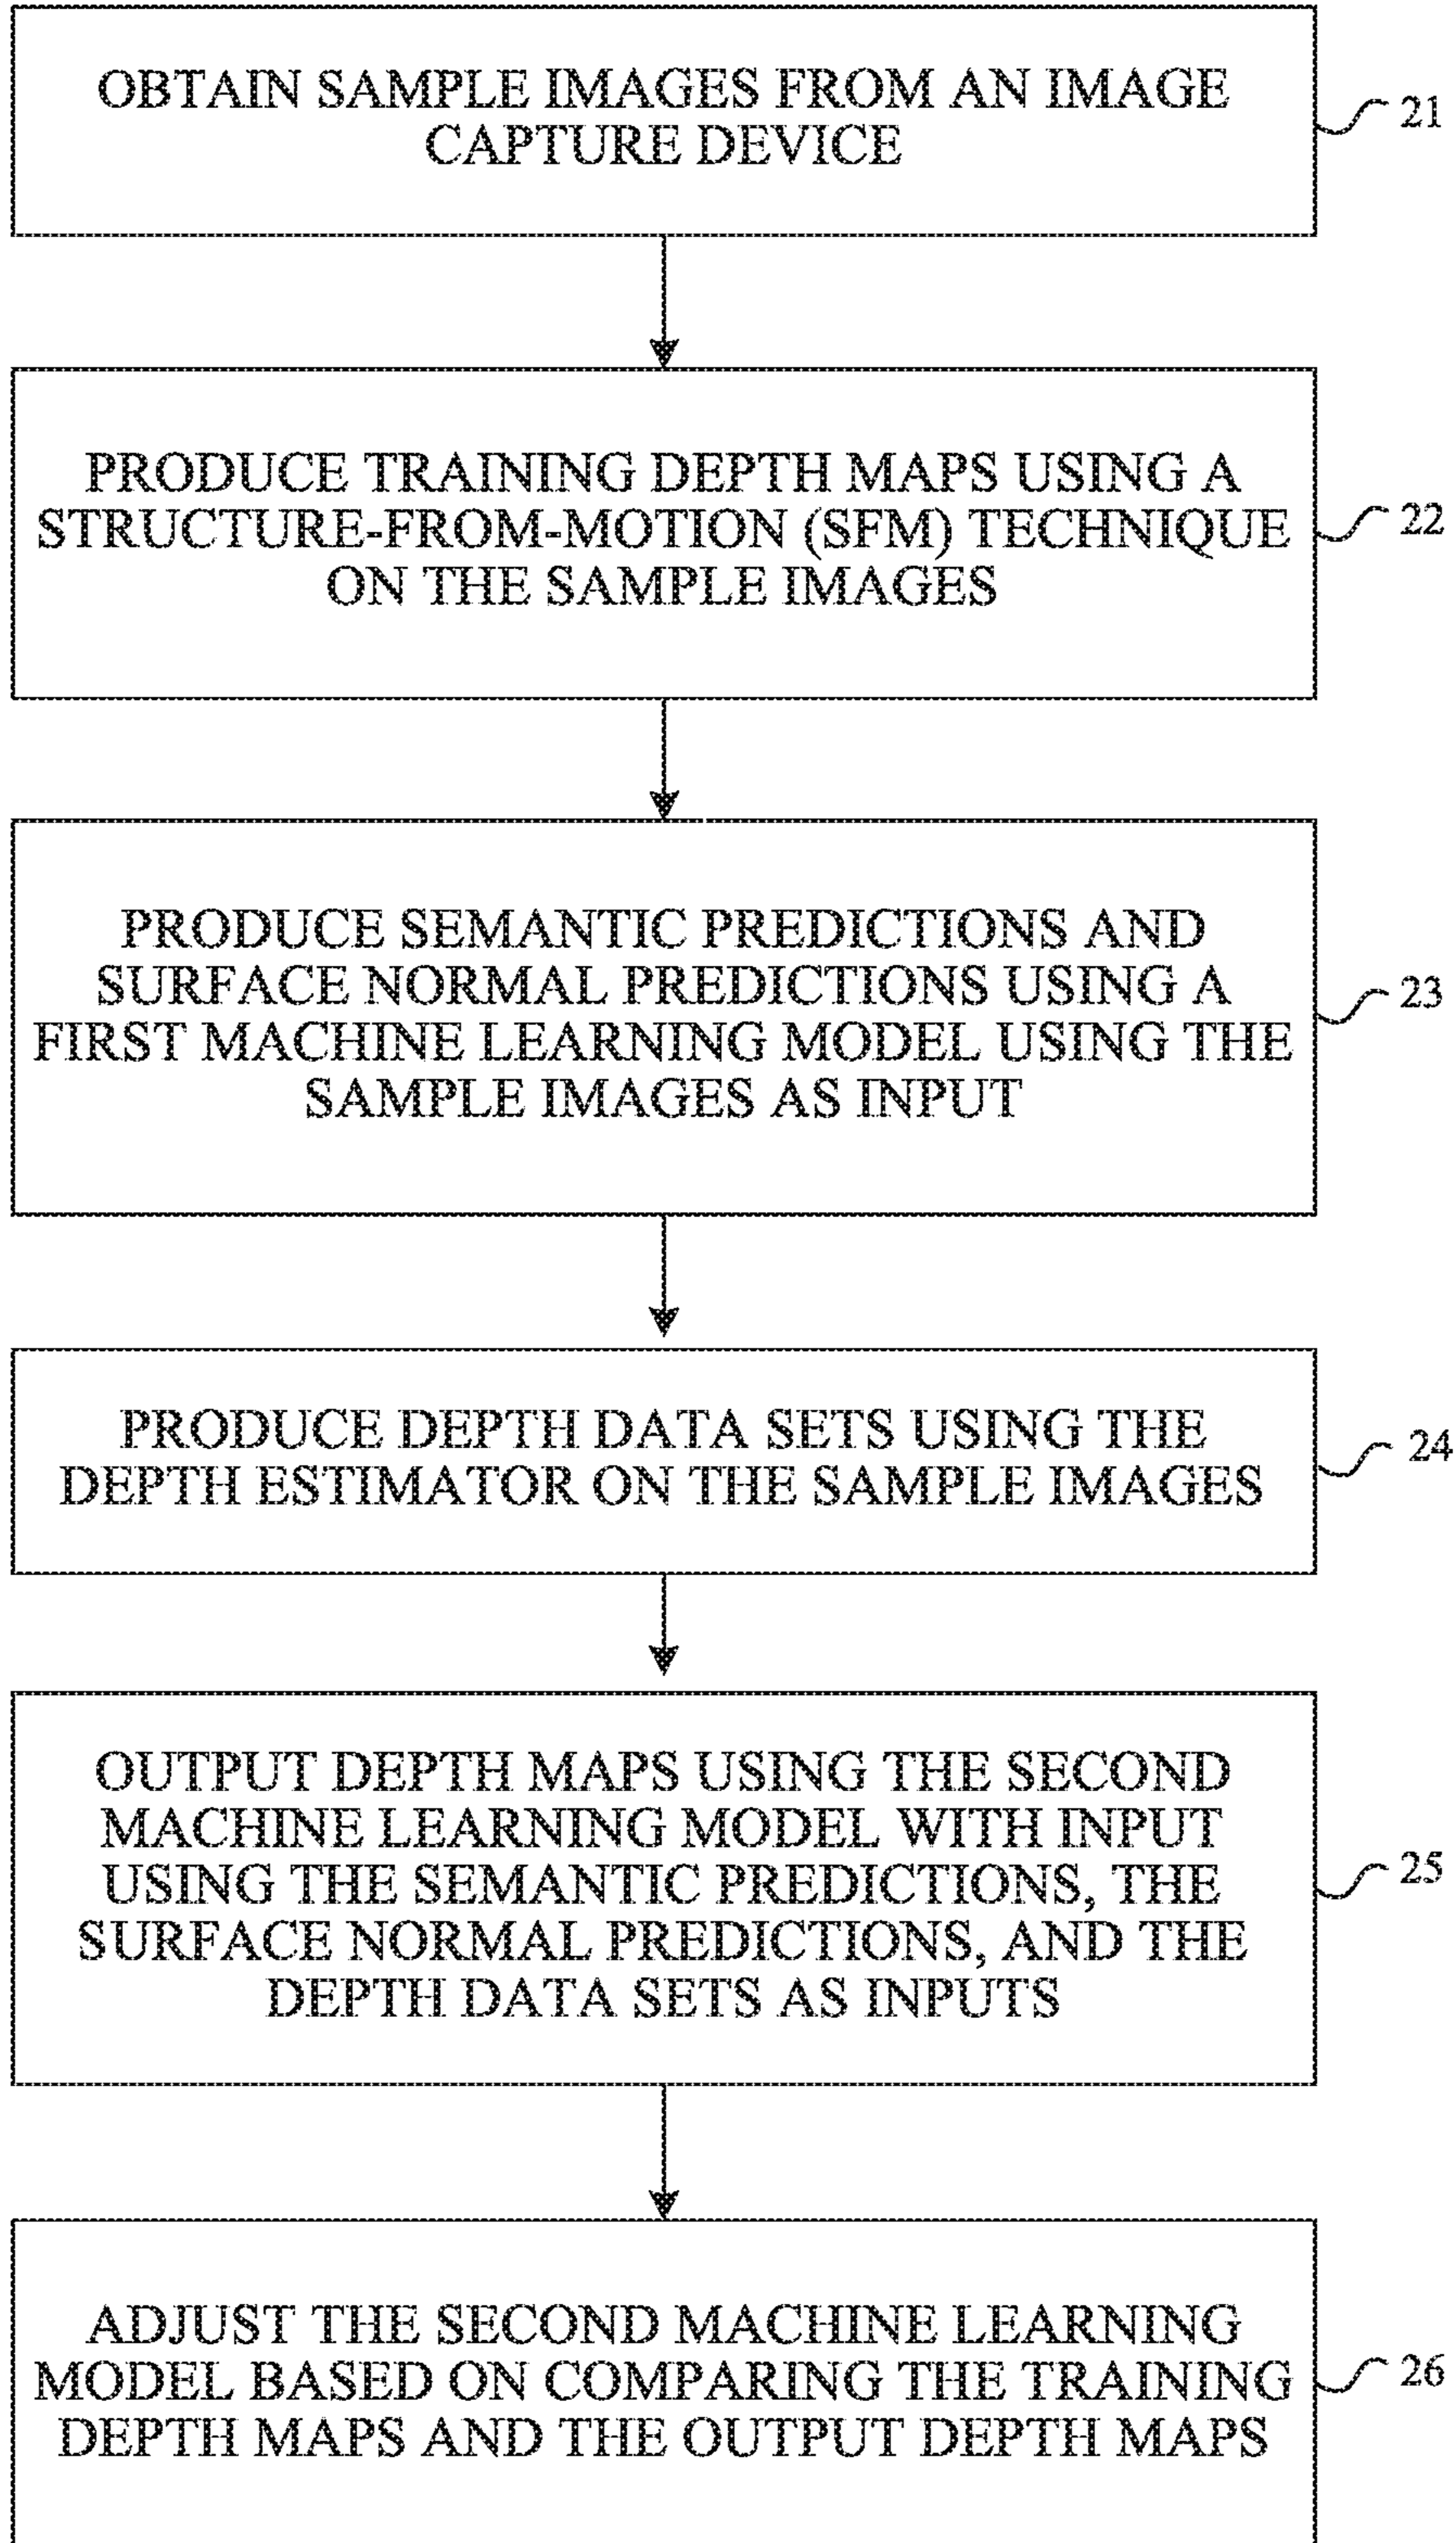 OBTAIN SAMPLE IMAGES FROM AN IMAGE
CAPTURE DEVICE
21
PRODUCE TRAINING DEPTH MAPS USING A
STRUCTURE-FROM-MOTION (SFM) TECHNIQUE
ON THE SAMPLE IMAGES
22
PRODUCE SEMANTIC PREDICTIONS AND
SURFACE NORMAL PREDICTIONS USING A
FIRST MACHINE LEARNING MODEL USING THE
SAMPLE IMAGES AS INPUT
23
PRODUCE DEPTH DATA SETS USING THE
DEPTH ESTIMATOR ON THE SAMPLE IMAGES
24
OUTPUT DEPTH MAPS USING THE SECOND
MACHINE LEARNING MODEL WITH INPUT
USING THE SEMANTIC PREDICTIONS, THE
SURFACE NORMAL PREDICTIONS, AND THE
DEPTH DATA SETS AS INPUTS
25
ADJUST THE SECOND MACHINE LEARNING
MODEL BASED ON COMPARING THE TRAINING
DEPTH MAPS AND THE OUTPUT DEPTH MAPS
26